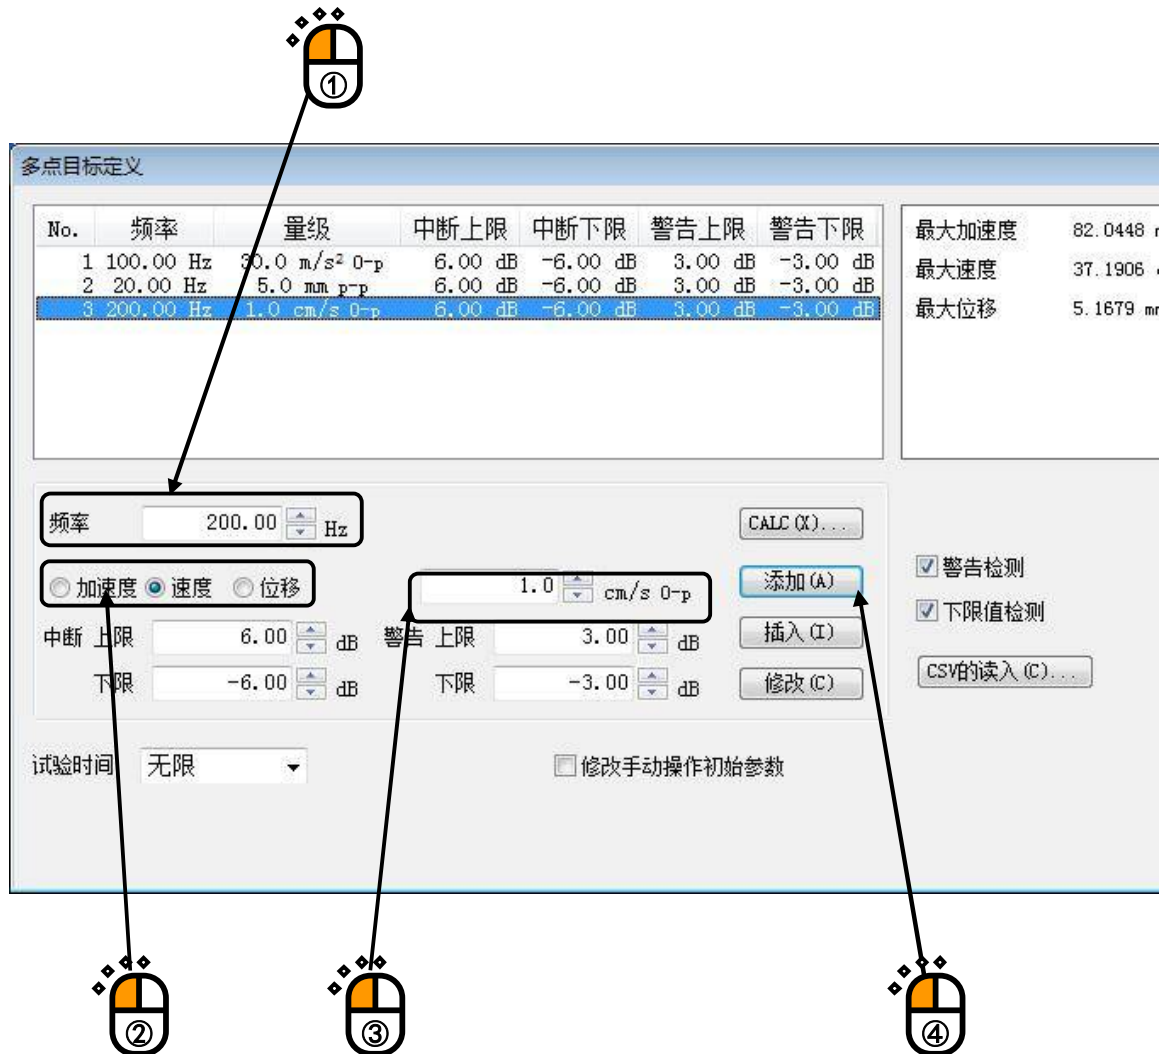 ①
多点目标定义
No. 频率 量级 中断上限 中断下限 警告上限 警告下限
1 100.00 Hz 30.0 m/s² 0-p 6.00 dB -6.00 dB 3.00 dB -3.00 dB
2 20.00 Hz 5.0 mm p-p 6.00 dB -6.00 dB 3.00 dB -3.00 dB
3 200.00 Hz 1.0 cm/s 0-p 6.00 dB -6.00 dB 3.00 dB -3.00 dB
最大加速度 82.0448
最大速度 37.1906
最大位移 5.1679 mm
频率 200.00 Hz
CALC(X)...
加速度 速度 位移 1.0 cm/s 0-p 添加(A)
中断 上限 6.00 dB 警告 上限 3.00 dB 插入(I)
下限 -6.00 dB 下限 -3.00 dB 修改(C)
警告检测
下限值检测
CSV的读入(C)...
试验时间 无限 修改手动操作初始参数
② ③ ④